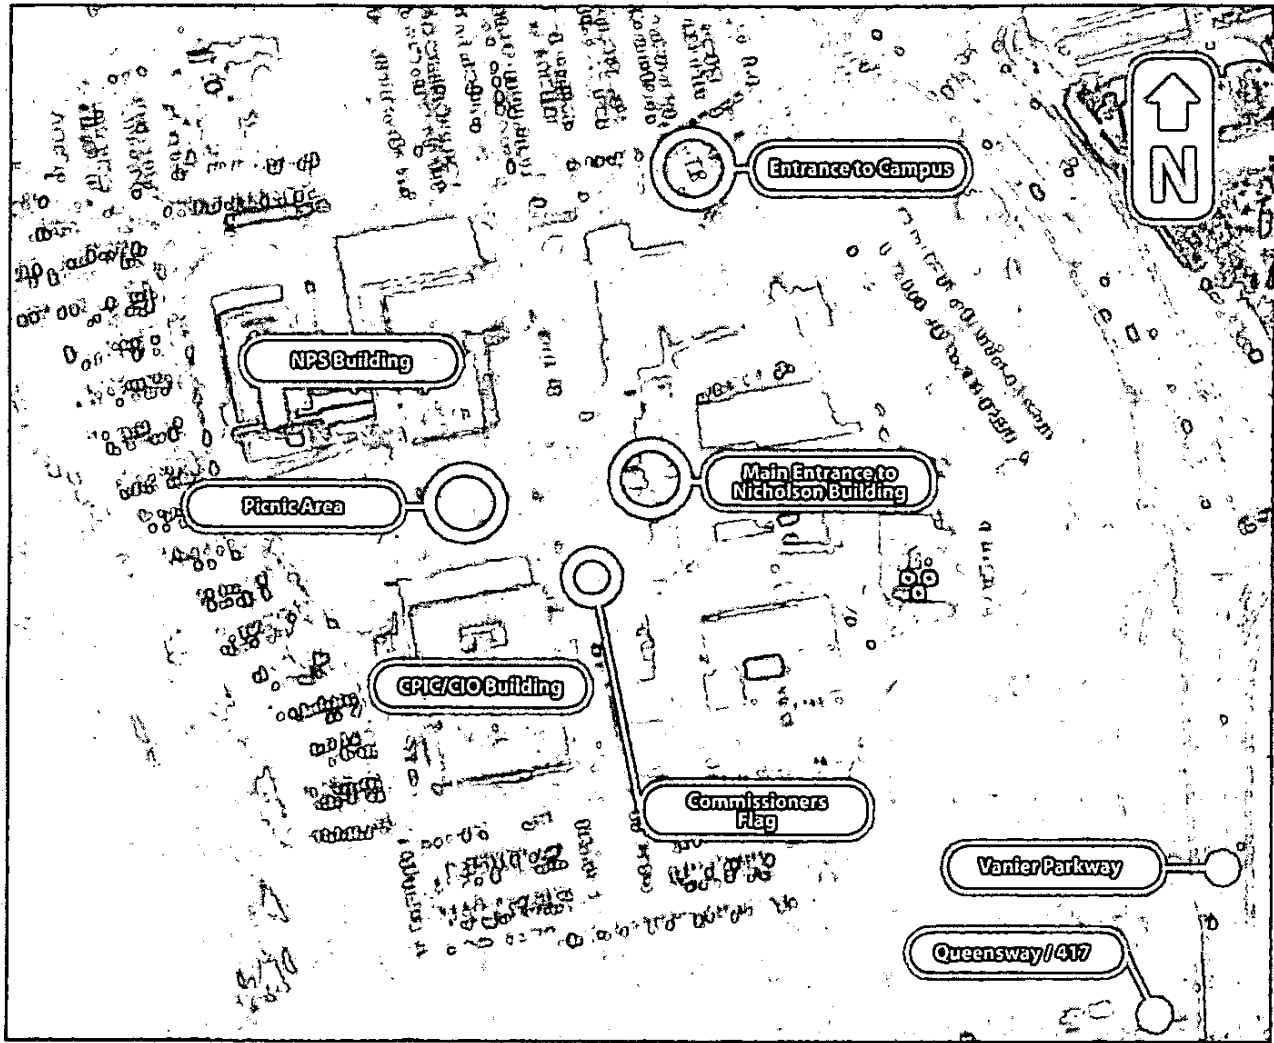 Entrance to Campus
N
NPS Building
Main Entrance to
Nicholson Building
Picnic Area
CPIC/CIO Building
Commissioners
Flag
Vanier Parkway
Queensway / 417